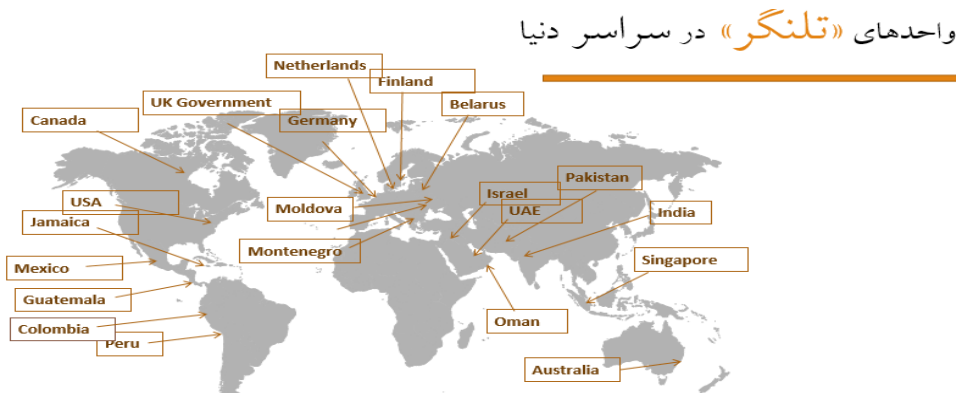 واحدهای «تلنگر» در سراسر دنیا
Netherlands
Finland
UK Government
Belarus
Canada
Germany
Pakistan
Israel
USA
Moldova
UAE
India
Jamaica
Montenegro
Mexico
Singapore
Guatemala
Oman
Colombia
Peru
Australia